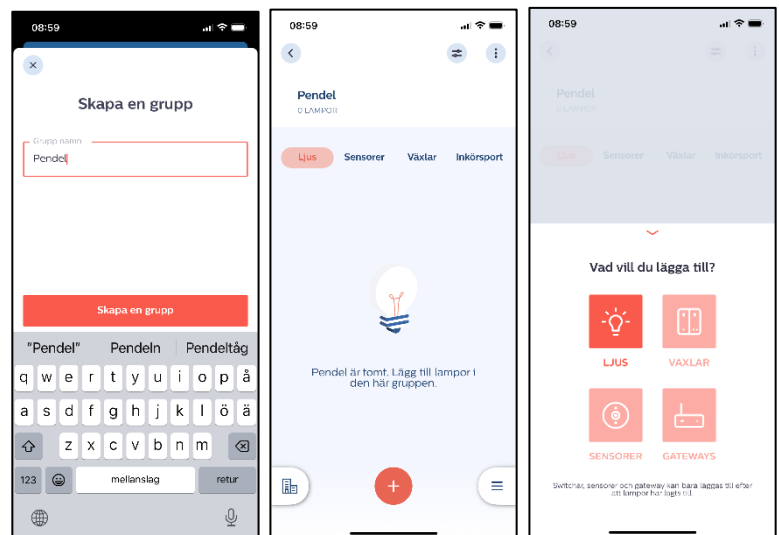 08:59
Skapa en grupp
Grupp namn
Pendel
Skapa en grupp
"Pendel" Pendeln Pendeltåg
q w e r t y u i o p å
a s d f g h j k l ö ä
z x c v b n m
123 mellanslag retur
08:59
Pendel
0 LAMPOR
Ljus Sensorer Växlar Inkörsport
Pendel är tomt. Lägg till lampor i
den här gruppen.
08:59
Pendel
0 LAMPOR
Ljus Sensorer Växlar Inkörsport
Vad vill du lägga till?
LJUS VÄXLAR
SENSORER GATEWAYS
Switchar, sensorer och gateway kan bara läggas till efter
att lampor har lagts till